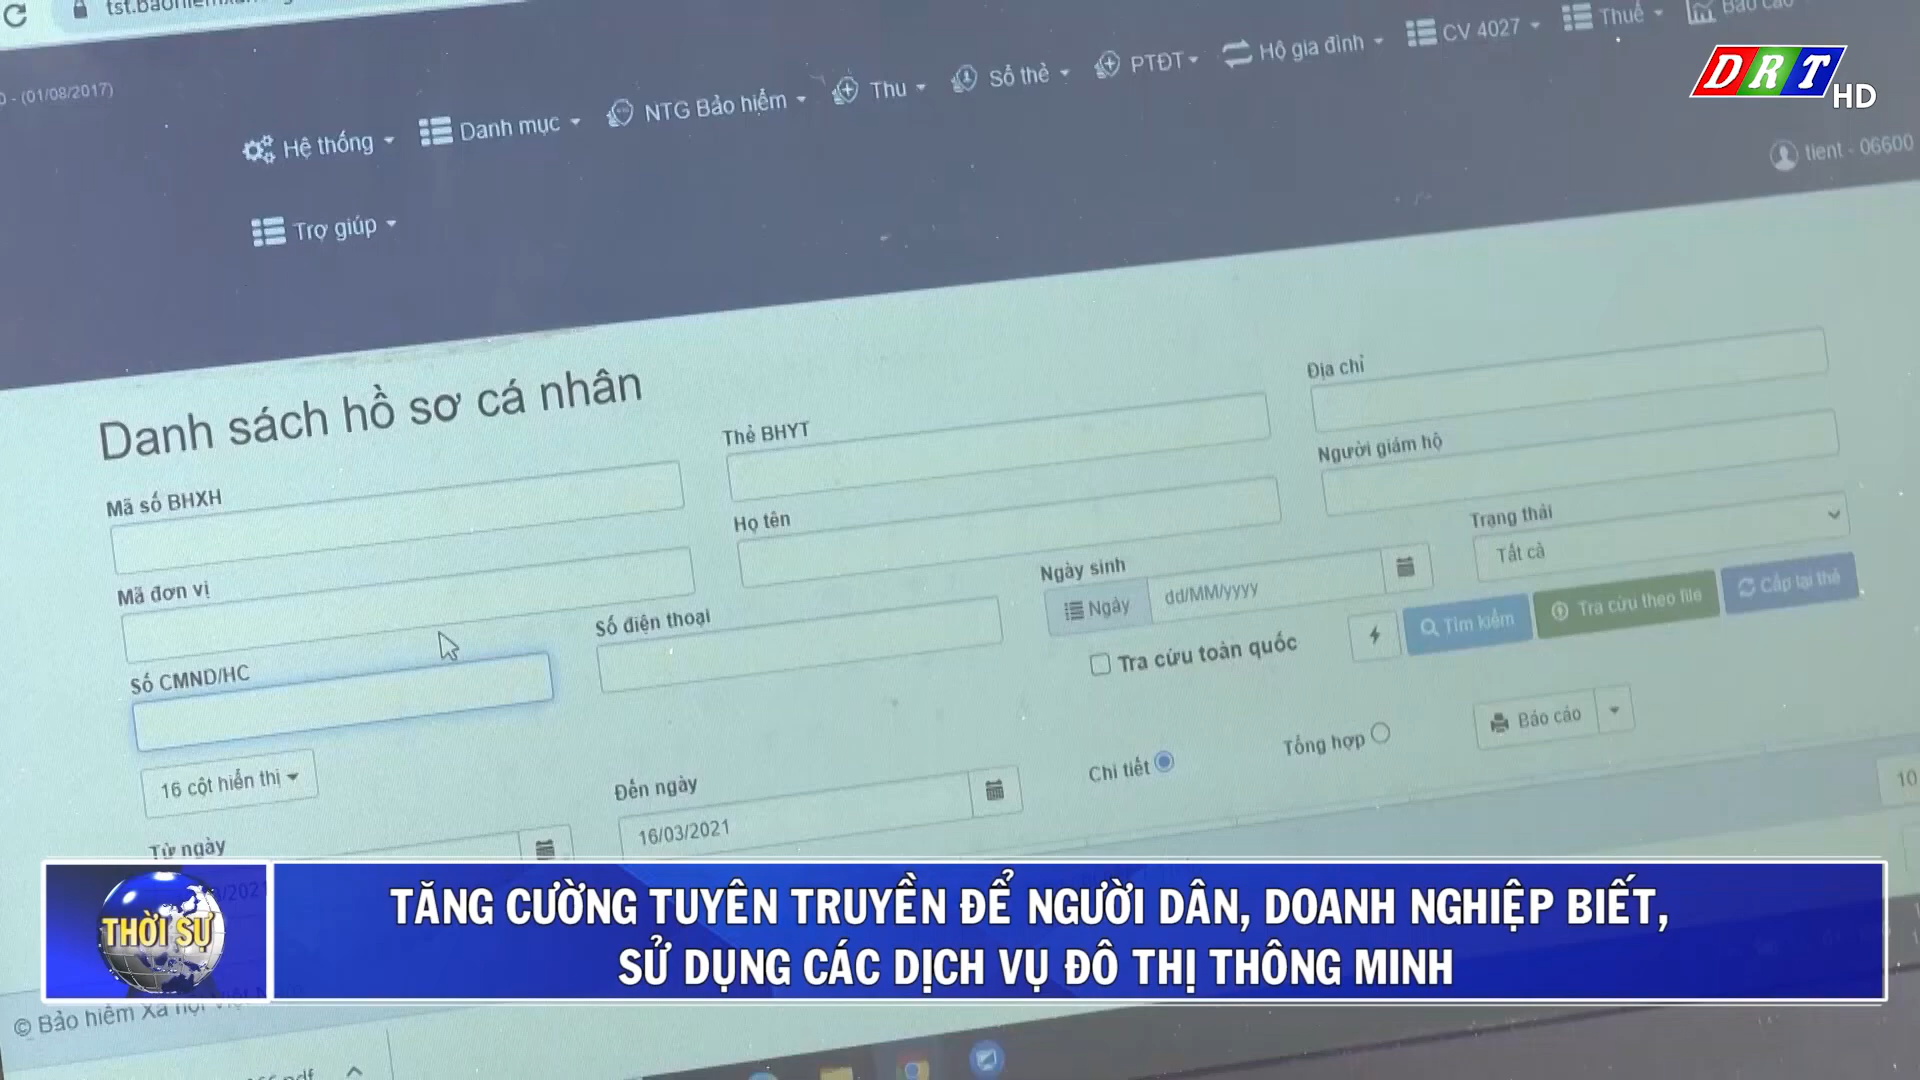 - (01/08/2017)
CV 4027
Thuế
Hộ gia đình
PTĐT
Sổ thẻ
Thu
NTG Bảo hiểm
Danh mục
Hệ thống
DRT HD
tient - 06600
Trợ giúp
Danh sách hồ sơ cá nhân
Địa chỉ
Thẻ BHYT
Người giám hộ
Mã số BHXH
Họ tên
Trạng thái
Tất cả
Ngày sinh
Ngày
dd/MM/yyyy
Mã đơn vị
Số điện thoại
Tra cứu toàn quốc
Tìm kiếm
Tra cứu theo file
Cấp lại thẻ
Số CMND/HC
16 cột hiển thị
Đến ngày
16/03/2021
Chi tiết
Tổng hợp
Báo cáo
10
Từ ngày
THỜI SỰ
TĂNG CƯỜNG TUYÊN TRUYỀN ĐỂ NGƯỜI DÂN, DOANH NGHIỆP BIẾT,
SỬ DỤNG CÁC DỊCH VỤ ĐÔ THỊ THÔNG MINH
© Bảo hiểm Xã hội